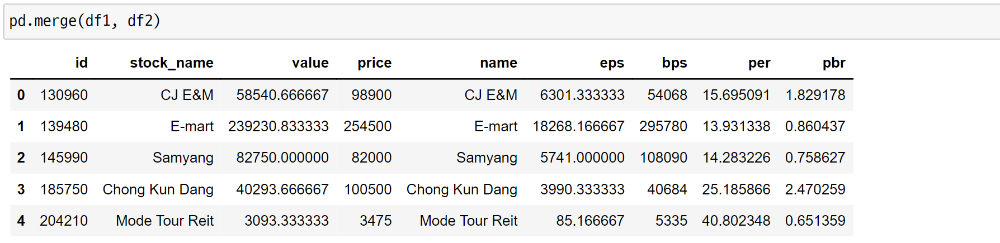 pd.merge(df1, df2)
id stock_name value price name eps bps per pbr
0 130960 CJ E&M 58540.666667 98900 CJ E&M 6301.333333 54068 15.695091 1.829178
1 139480 E-mart 239230.833333 254500 E-mart 18268.166667 295780 13.931338 0.860437
2 145990 Samyang 82750.000000 82000 Samyang 5741.000000 108090 14.283226 0.758627
3 185750 Chong Kun Dang 40293.666667 100500 Chong Kun Dang 3990.333333 40684 25.185866 2.470259
4 204210 Mode Tour Reit 3093.333333 3475 Mode Tour Reit 85.166667 5335 40.802348 0.651359